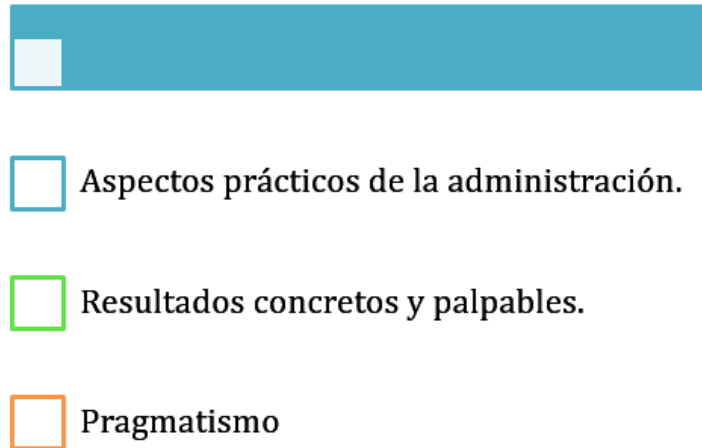 Aspectos prácticos de la administración.
Resultados concretos y palpables.
Pragmatismo